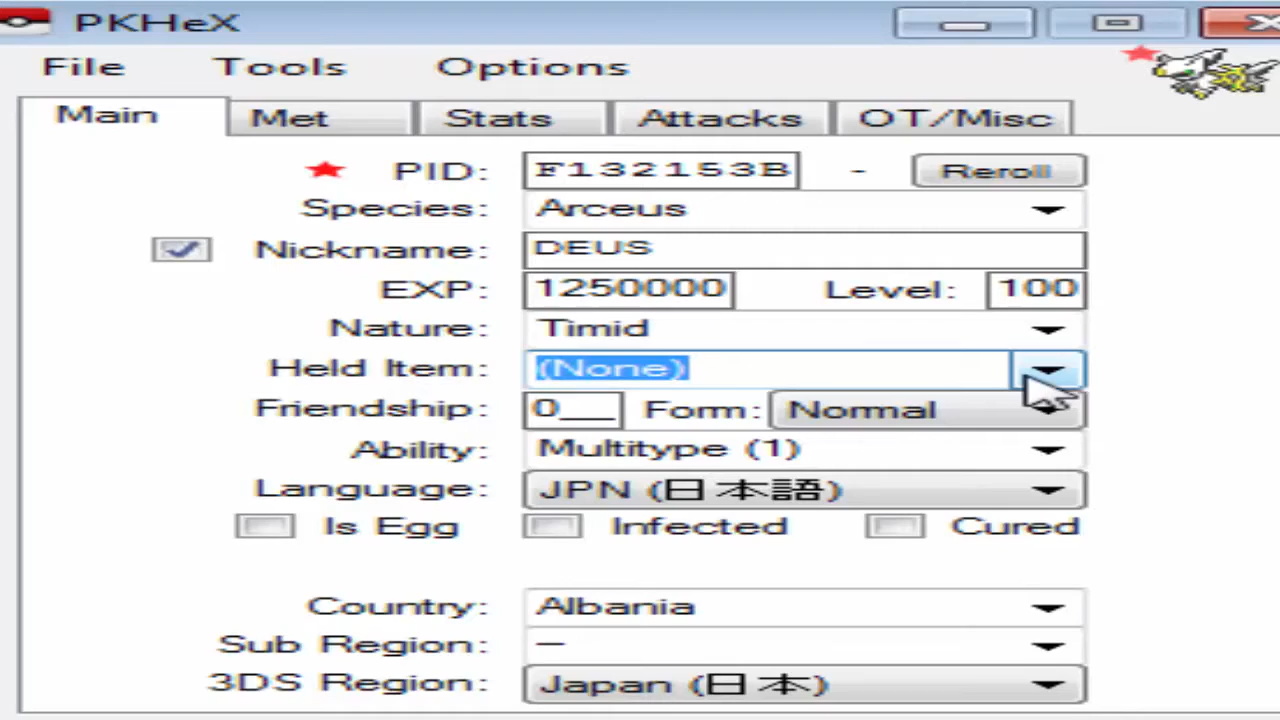 PKHeX
File Tools Options
Main Met Stats Attacks OT/Misc
PID: F132153B - Reroll
Species: Arceus
Nickname: DEUS
EXP: 1250000 Level: 100
Nature: Timid
Held Item: (None)
Friendship: 0__ Form: Normal
Ability: Multitype (1)
Language: JPN (日本語)
Is Egg Infected Cured
Country: Albania
Sub Region: —
3DS Region: Japan (日本)